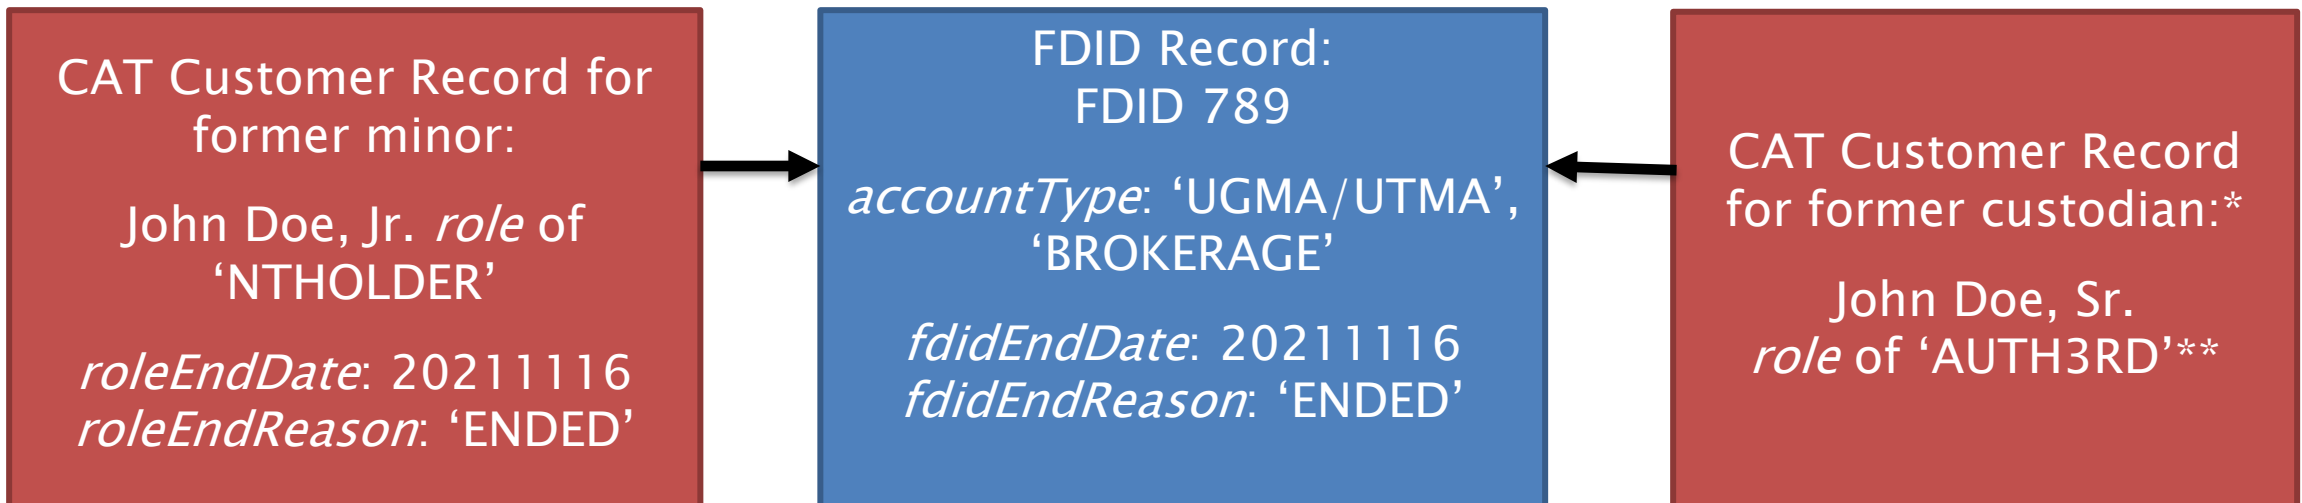 CAT Customer Record for
former minor:
John Doe, Jr. role of
‘NTHOLDER’
roleEndDate: 20211116
roleEndReason: ‘ENDED’
FDID Record:
FDID 789
accountType: ‘UGMA/UTMA’,
‘BROKERAGE’
fdidEndDate: 20211116
fdidEndReason: ‘ENDED’
CAT Customer Record
for former custodian:*
John Doe, Sr.
role of ‘AUTH3RD’**